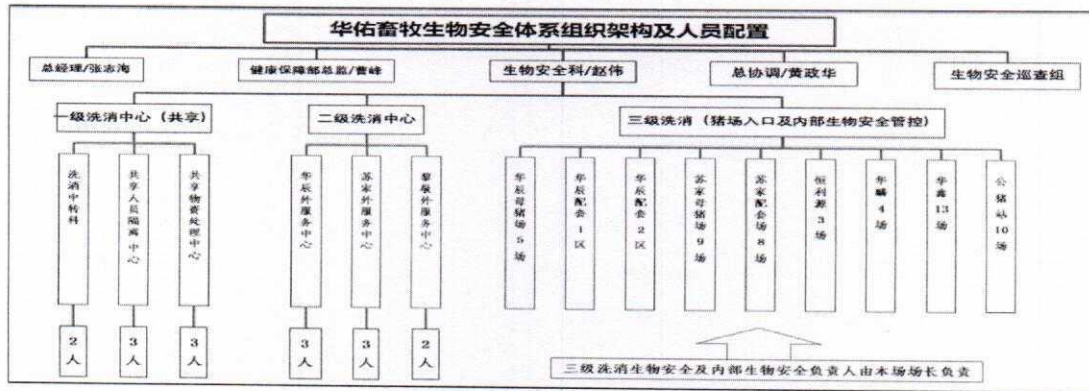 华佑畜牧生物安全体系组织架构及人员配置
总经理/张志海
健康保障部总监/曹峰
生物安全科/赵伟
总协调/黄政华
生物安全巡查组
一级洗消中心（共享）
二级洗消中心
三级洗消（猪场入口及内部生物安全管控）
洗消中转科
共享人员隔离中心
共享物资处理中心
华辰外服务中心
苏家外服务中心
黎墩外服务中心
华辰母猪场5场
华辰配套1区
华辰配套2区
苏家母猪场9场
苏家配套场8场
恒利源3场
华鳞4场
华鑫13场
公猪站10场
2人
3人
3人
3人
3人
2人
三级洗消生物安全及内部生物安全负责人由本场场长负责